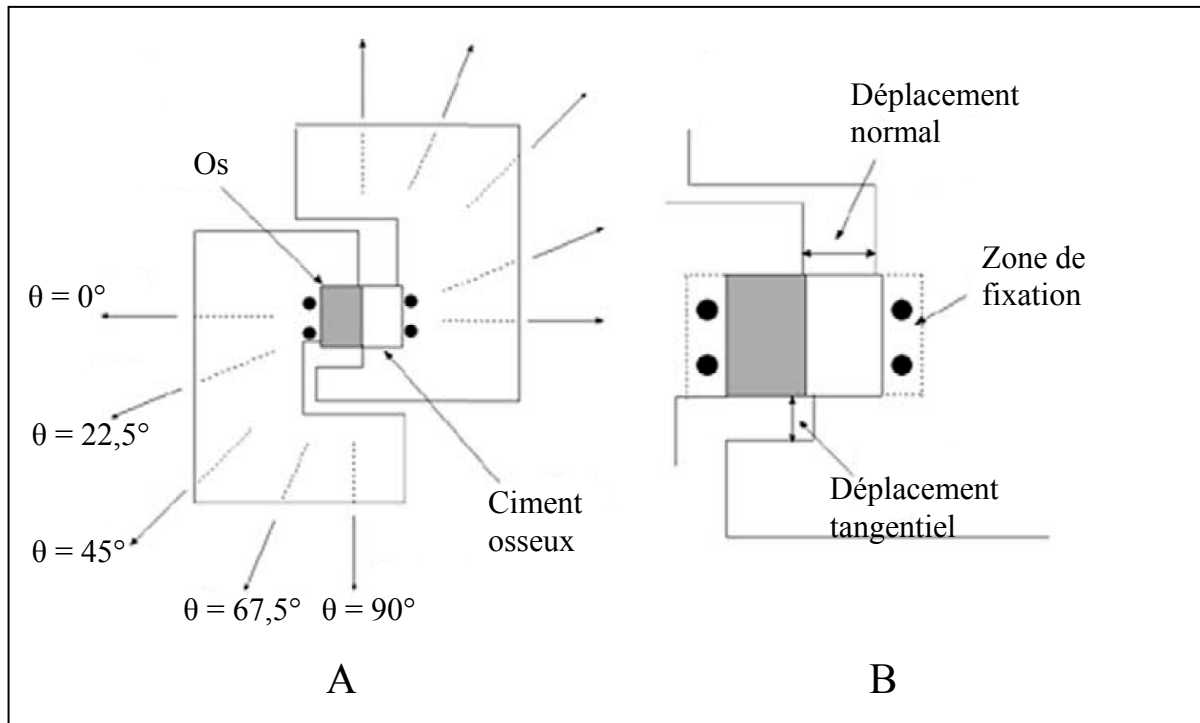 Os
θ = 0°
θ = 22,5°
θ = 45°
θ = 67,5°
θ = 90°
Ciment
osseux
A
Déplacement
normal
Zone de
fixation
Déplacement
tangentiel
B